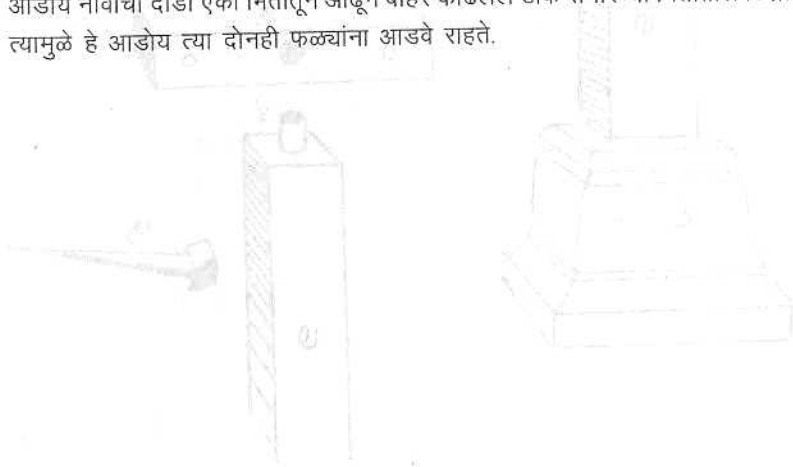 आडोय नावाचा दांडा एका भिंतीतून ओढून बाहेर काढलेले टोक
त्यामुळे हे आडोय त्या दोनही फळ्यांना आडवे राहते.